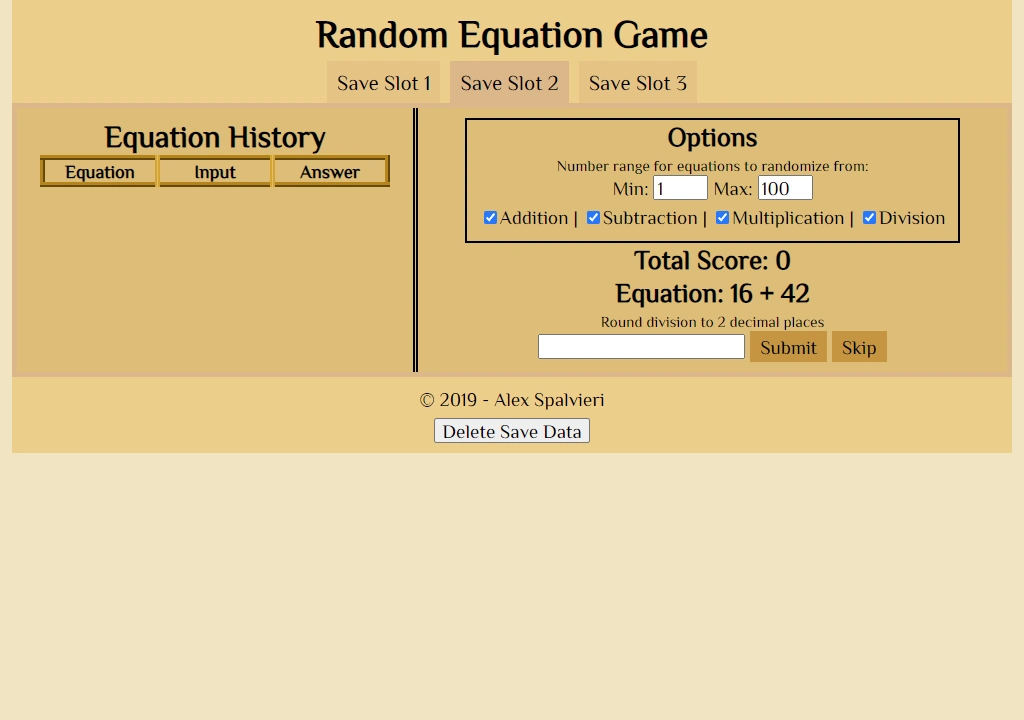 Random Equation Game
Save Slot 1 Save Slot 2 Save Slot 3
Equation History
Equation Input Answer
Options
Number range for equations to randomize from:
Min: 1 Max: 100
Addition | Subtraction | Multiplication | Division
Total Score: 0
Equation: 16 + 42
Round division to 2 decimal places
Submit Skip
© 2019 - Alex Spalvieri
Delete Save Data